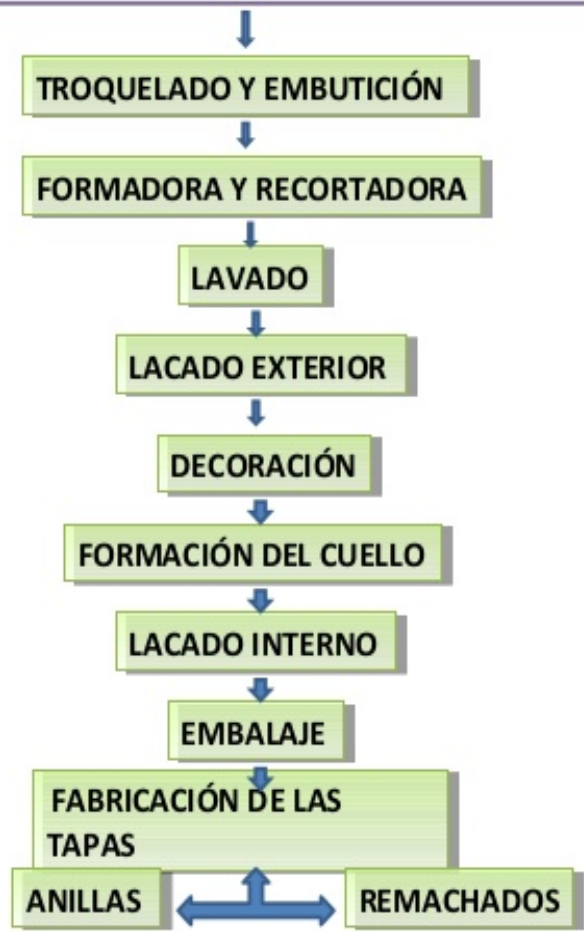 TROQUELADO Y EMBUTICIÓN
FORMADORA Y RECORTADORA
LAVADO
LACADO EXTERIOR
DECORACIÓN
FORMACIÓN DEL CUELLO
LACADO INTERNO
EMBALAJE
FABRICACIÓN DE LAS
TAPAS
ANILLAS
REMACHADOS